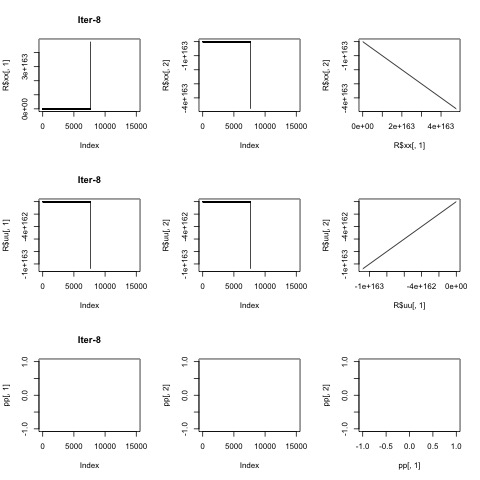 Iter-8
R$xx[, 1]
3e+163
0e+00
0 5000 10000 15000
Index
R$xx[, 2]
-1e+163
-4e+163
0 5000 10000 15000
Index
R$xx[, 2]
-1e+163
-4e+163
0e+00 2e+163 4e+163
R$xx[, 1]
Iter-8
R$uu[, 1]
-4e+162
-1e+163
0 5000 10000 15000
Index
R$uu[, 2]
-4e+162
-1e+163
0 5000 10000 15000
Index
R$uu[, 2]
-4e+162
-1e+163
-1e+163 -4e+162 0e+00
R$uu[, 1]
Iter-8
pp[, 1]
1.0
0.0
-1.0
0 5000 10000 15000
Index
pp[, 2]
1.0
0.0
-1.0
0 5000 10000 15000
Index
pp[, 2]
1.0
0.0
-1.0
-1.0 -0.5 0.0 0.5 1.0
pp[, 1]